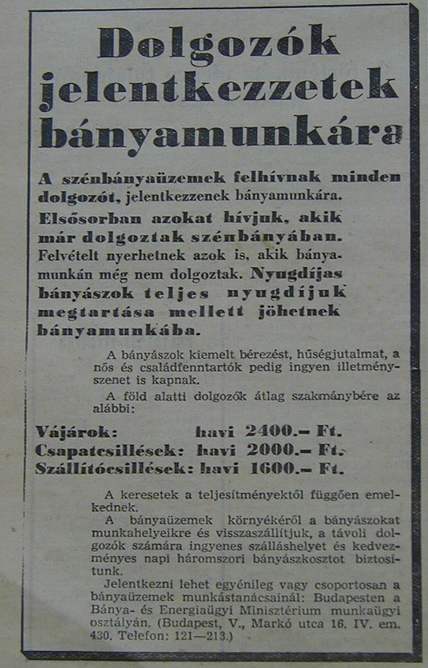 Dolgozók
jelentkezzetek
bányamunkára
A szénbányaüzemek felhívnak minden
dolgozót, jelentkezzenek bányamunkára.
Elsősorban azokat hívjuk, akik
már dolgoztak szénbányában.
Felvételt nyerhetnek azok is, akik bánya-
munkán még nem dolgoztak. Nyugdíjas
bányászok teljes nyugdíjuk
megtartása mellett jöhetnek
bányamunkába.
A bányászok kiemelt bérezést, hűségjutalmat, a
nős és családfenntartók pedig ingyen illetmény-
szenet is kapnak.
A föld alatti dolgozók átlag szakmánybére az
alábbi:
Vájárok: havi 2400.— Ft.
Csapatcsillések: havi 2000.— Ft.
Szállítócsillések: havi 1600.— Ft.
A keresetek a teljesítményektől függően emel-
kednek.
A bányaüzemek környékéről a bányászokat
munkahelyeikre és visszaszállítjuk, a távoli dol-
gozók számára ingyenes szálláshelyet és kedvez-
ményes napi háromszori bányászkosztot biztosí-
tunk.
Jelentkezni lehet egyénileg vagy csoportosan a
bányaüzemek munkástanácsainál: Budapesten a
Bánya- és Energiaügyi Minisztérium munkaügyi
osztályán. (Budapest, V., Markó utca 16. IV. em.
430. Telefon: 121—213.)